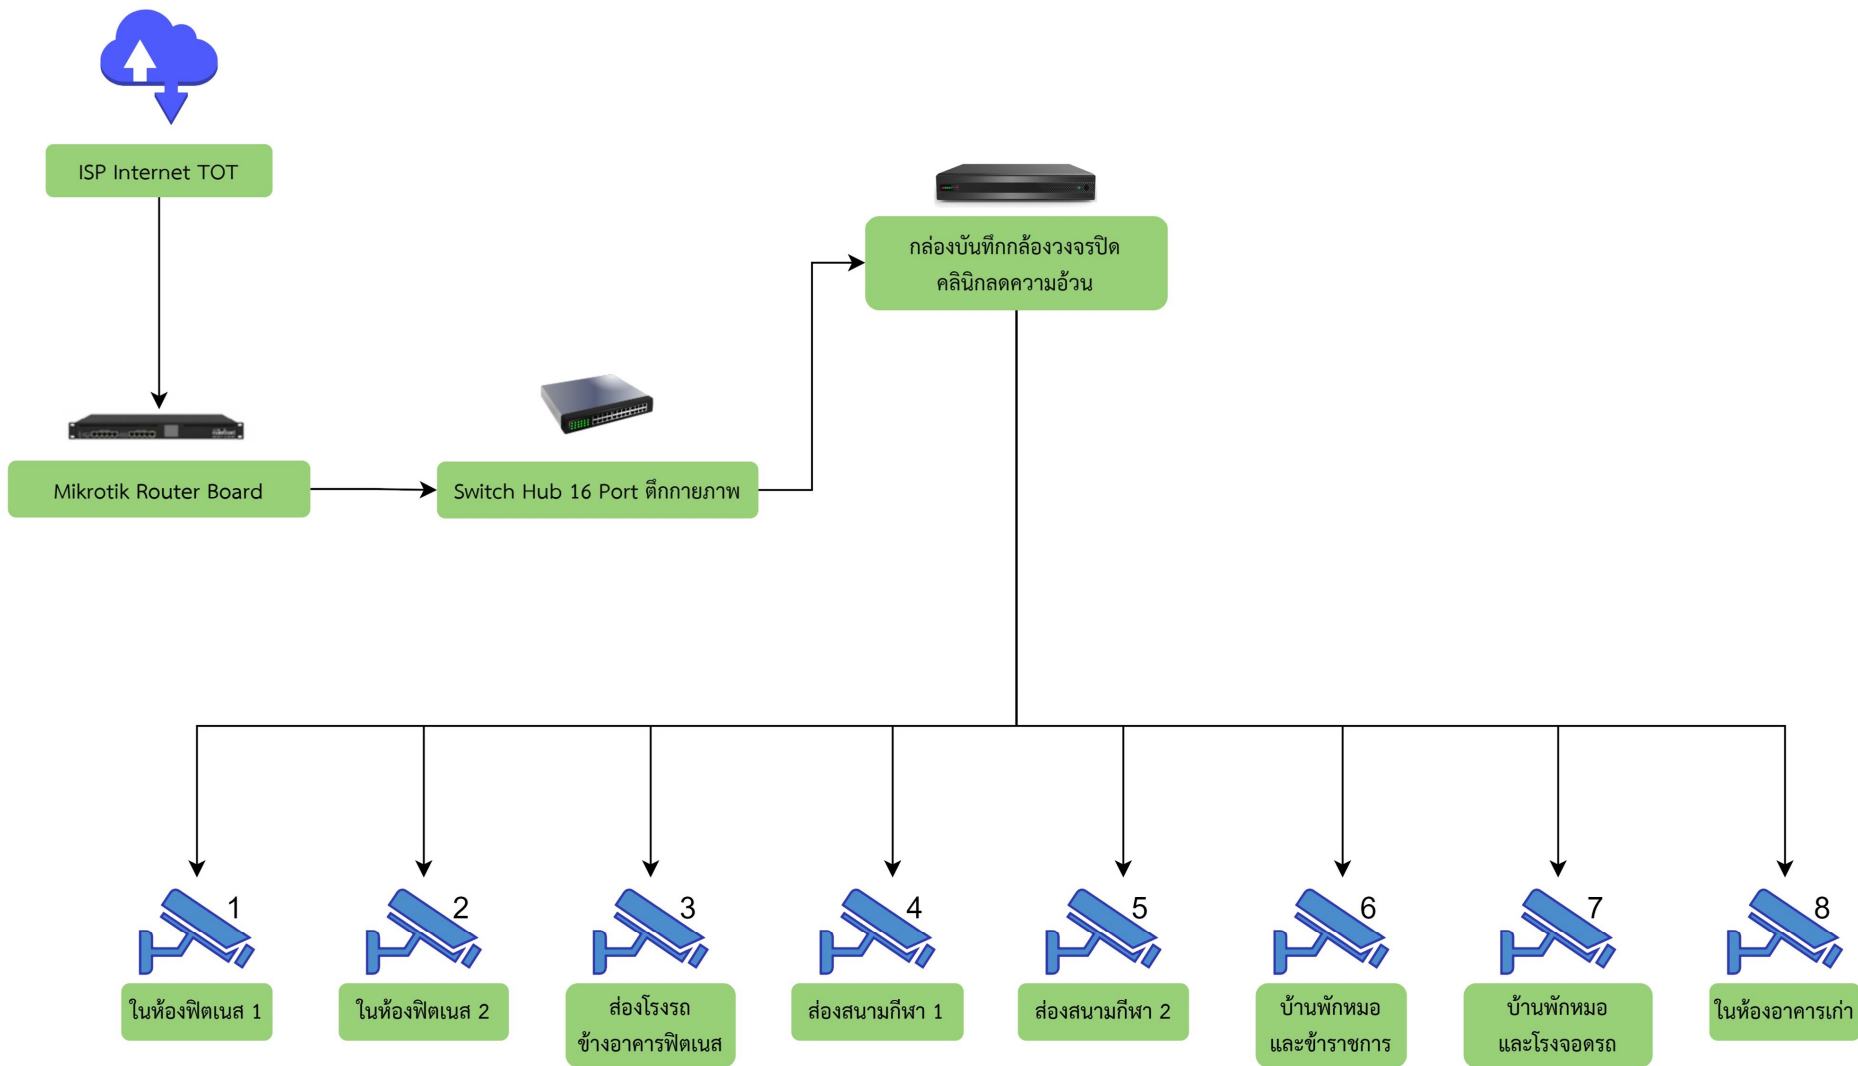 ISP Internet TOT
กล่องบันทึกกล้องวงจรปิด
คลินิกลดความอ้วน
Mikrotik Router Board
Switch Hub 16 Port ตึกกายภาพ
1
2
3
4
5
6
7
8
ในห้องฟิตเนส 1
ในห้องฟิตเนส 2
ส่องโรงรถ
ข้างอาคารฟิตเนส
ส่องสนามกีฬา 1
ส่องสนามกีฬา 2
บ้านพักหมอ
และข้าราชการ
บ้านพักหมอ
และโรงจอดรถ
ในห้องอาคารเก่า